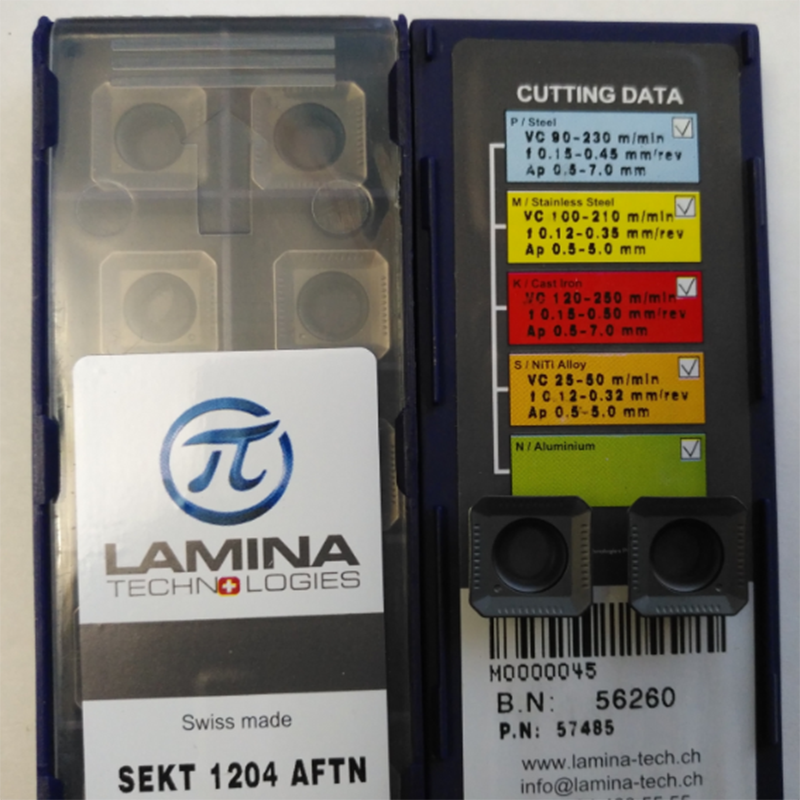 LAMINA
TECHNOLOGIES
Swiss made
SEKT 1204 AFTN
CUTTING DATA
P / Steel
VC 90-230 m/min
f 0.15-0.45 mm/rev
Ap 0.5-7.0 mm
M / Stainless Steel
VC 100-210 m/min
f 0.12-0.35 mm/rev
Ap 0.5-5.0 mm
K / Cast Iron
VC 120-250 m/min
f 0.15-0.50 mm/rev
Ap 0.5-7.0 mm
S / NiTi Alloy
VC 25-50 m/min
f 0.12-0.32 mm/rev
Ap 0.5-5.0 mm
N / Aluminium
M0000045
B.N: 56260
P.N: 57485
www.lamina-tech.ch
info@lamina-tech.ch